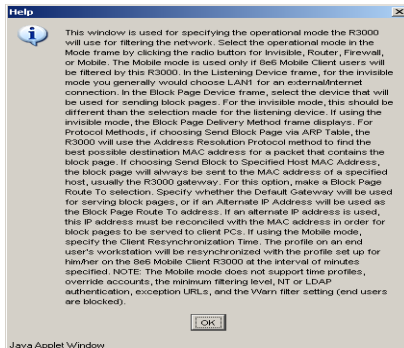 Help
This window is used for specifying the operational mode the R3000
will use for filtering the network. Select the operational mode in the
Mode frame by clicking the radio button for Invisible, Router, Firewall,
or Mobile. The Mobile mode is used only if 8e6 Mobile Client users will
be filtered by this R3000. In the Listening Device frame, for the invisible
mode you generally would choose LAN1 for an external/Internet
connection. In the Block Page Device frame, select the device that will
be used for sending block pages. For the invisible mode, this should be
different than the selection made for the listening device. If using the
invisible mode, the Block Page Delivery Method frame displays. For
Protocol Methods, if choosing Send Block Page via ARP Table, the
R3000 will use the Address Resolution Protocol method to find the
best possible destination MAC address for a packet that contains the
block page. If choosing Send Block to Specified Host MAC Address,
the block page will always be sent to the MAC address of a specified
host, usually the R3000 gateway. For this option, make a Block Page
Route To selection. Specify whether the Default Gateway will be used
for serving block pages, or if an Alternate IP Address will be used as
the Block Page Route To address. If an alternate IP address is used,
this IP address must be reconciled with the MAC address in order for
block pages to be served to client PCs. If using the Mobile mode,
specify the Client Resynchronization Time. The profile on an end
user's workstation will be resynchronized with the profile set up for
him/her on the 8e6 Mobile Client R3000 at the interval of minutes
specified. NOTE: The Mobile mode does not support time profiles,
override accounts, the minimum filtering level, NT or LDAP
authentication, exception URLs, and the Warn filter setting (end users
are blocked).
OK
Java Applet Window